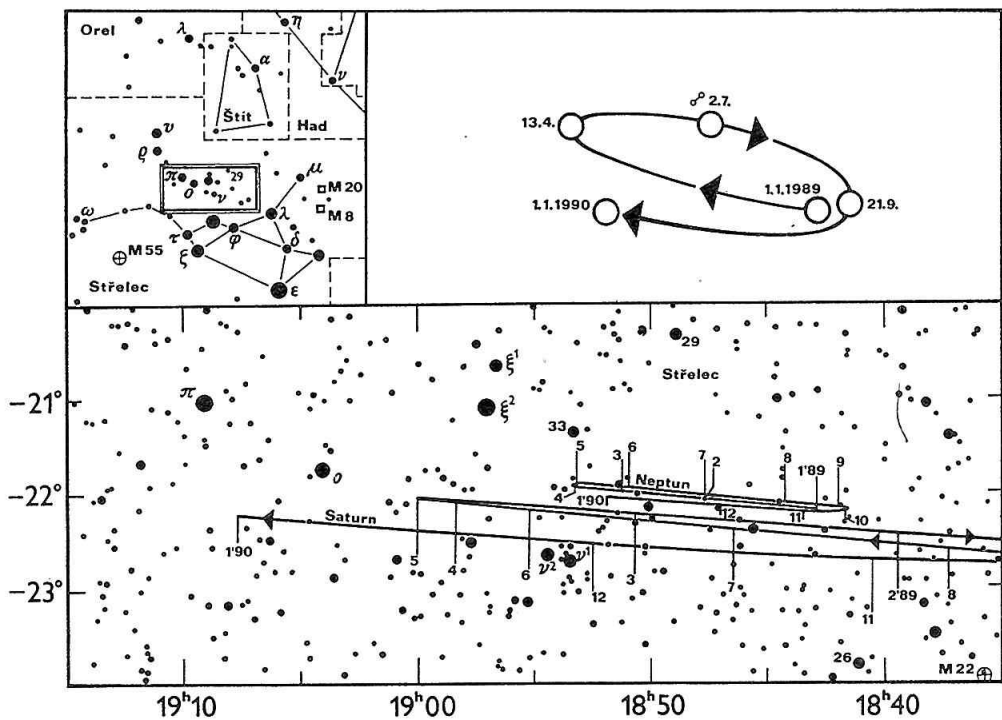 Orel
λ
η
α
ν
Štít
Had
υ
ϱ
π
ο
29
ν
μ
M 20
M 8
ω
λ
τ
φ
δ
ξ
M 55
ε
Střelec
☍ 2.7.
13.4.
1.1.1989
1.1.1990
21.9.
29
ξ¹
Střelec
-21°
π
ξ²
33
5
3
6
7
2
8
1'89
9
ο
Neptun
-22°
4
1'90
12
11
10
Saturn
1'90
5
4
6
ν²
ν¹
12
3
7
11
2'89
8
-23°
26
M 22
19ʰ10
19ʰ00
18ʰ50
18ʰ40